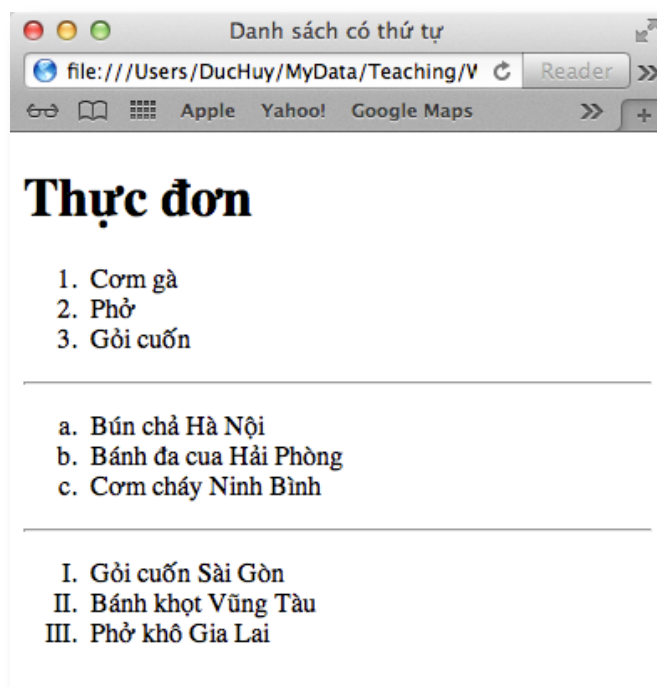 Danh sách có thứ tự
file:///Users/DucHuy/MyData/Teaching/W Reader
Apple Yahoo! Google Maps
Thực đơn
1. Cơm gà
2. Phở
3. Gỏi cuốn
a. Bún chả Hà Nội
b. Bánh đa cua Hải Phòng
c. Cơm cháy Ninh Bình
I. Gỏi cuốn Sài Gòn
II. Bánh khọt Vũng Tàu
III. Phở khô Gia Lai